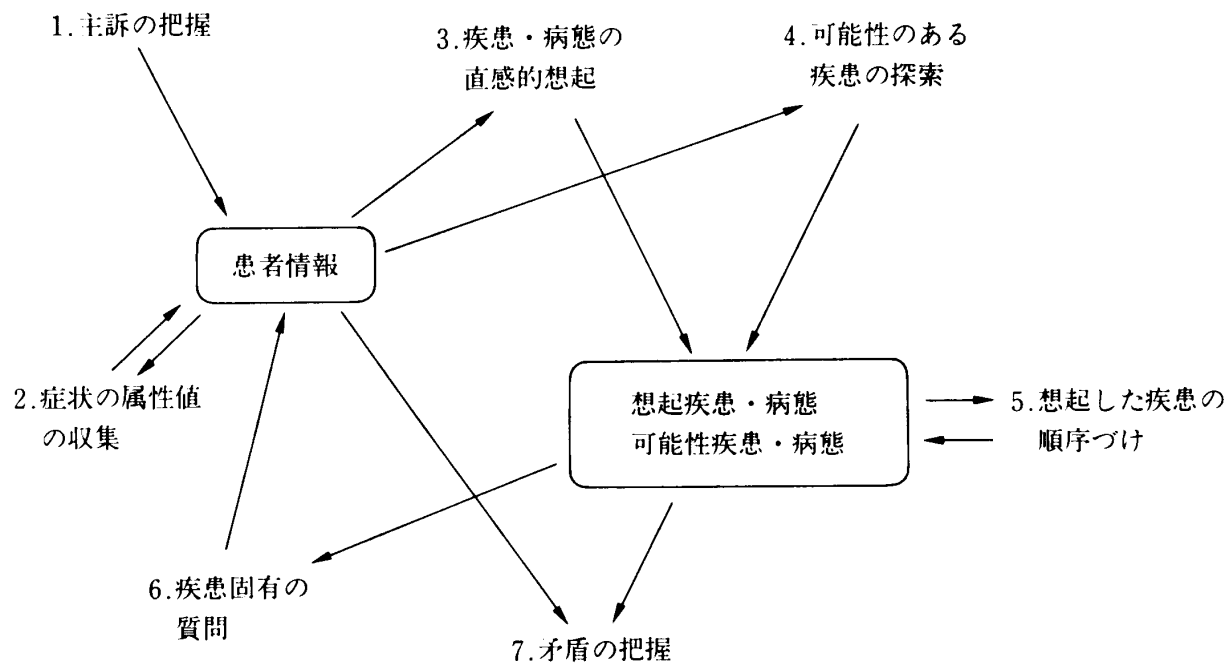 1.主訴の把握
3.疾患・病態の
直感的想起
4.可能性のある
疾患の探索
患者情報
2.症状の属性値
の収集
想起疾患・病態
可能性疾患・病態
5.想起した疾患の
順序づけ
6.疾患固有の
質問
7.矛盾の把握